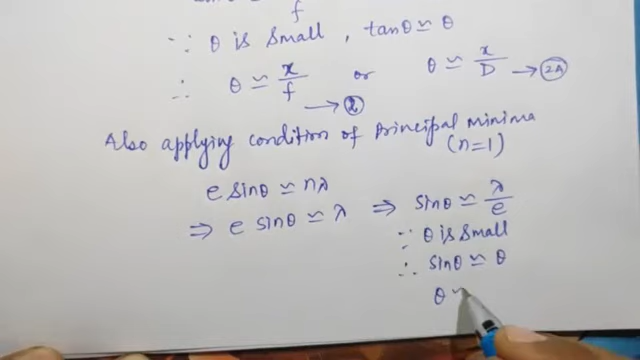 f
∵ θ is small, tanθ ≃ θ
∴ θ ≃ x/f or θ ≃ x/D → (2A)
→ (2)
Also applying condition of principal minima
(n=1)
e sinθ ≃ nλ
⇒ e sinθ ≃ λ ⇒ sinθ ≃ λ/e
∵ θ is small
∴ sinθ ≃ θ
θ ≃